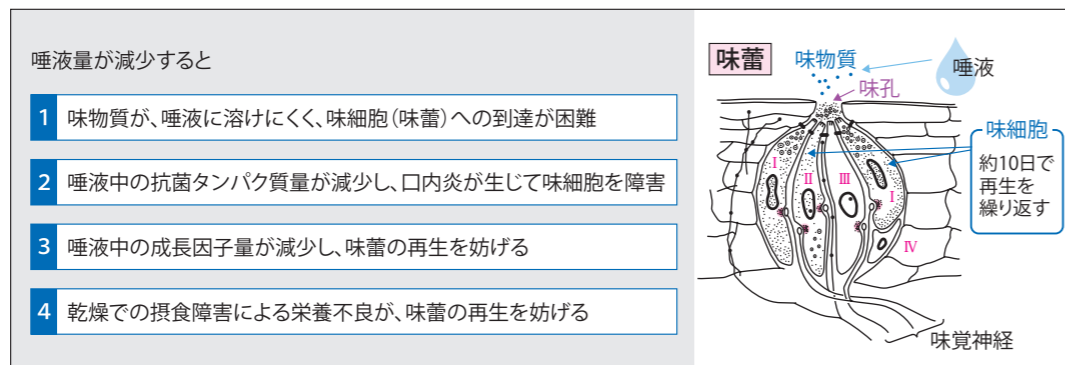 唾液量が減少すると
1 味物質が、唾液に溶けにくく、味細胞(味蕾)への到達が困難
2 唾液中の抗菌タンパク質量が減少し、口内炎が生じて味細胞を障害
3 唾液中の成長因子量が減少し、味蕾の再生を妨げる
4 乾燥での摂食障害による栄養不良が、味蕾の再生を妨げる
味蕾
味物質
唾液
味孔
味細胞
約10日で
再生を
繰り返す
I
II
III
I
IV
味覚神経